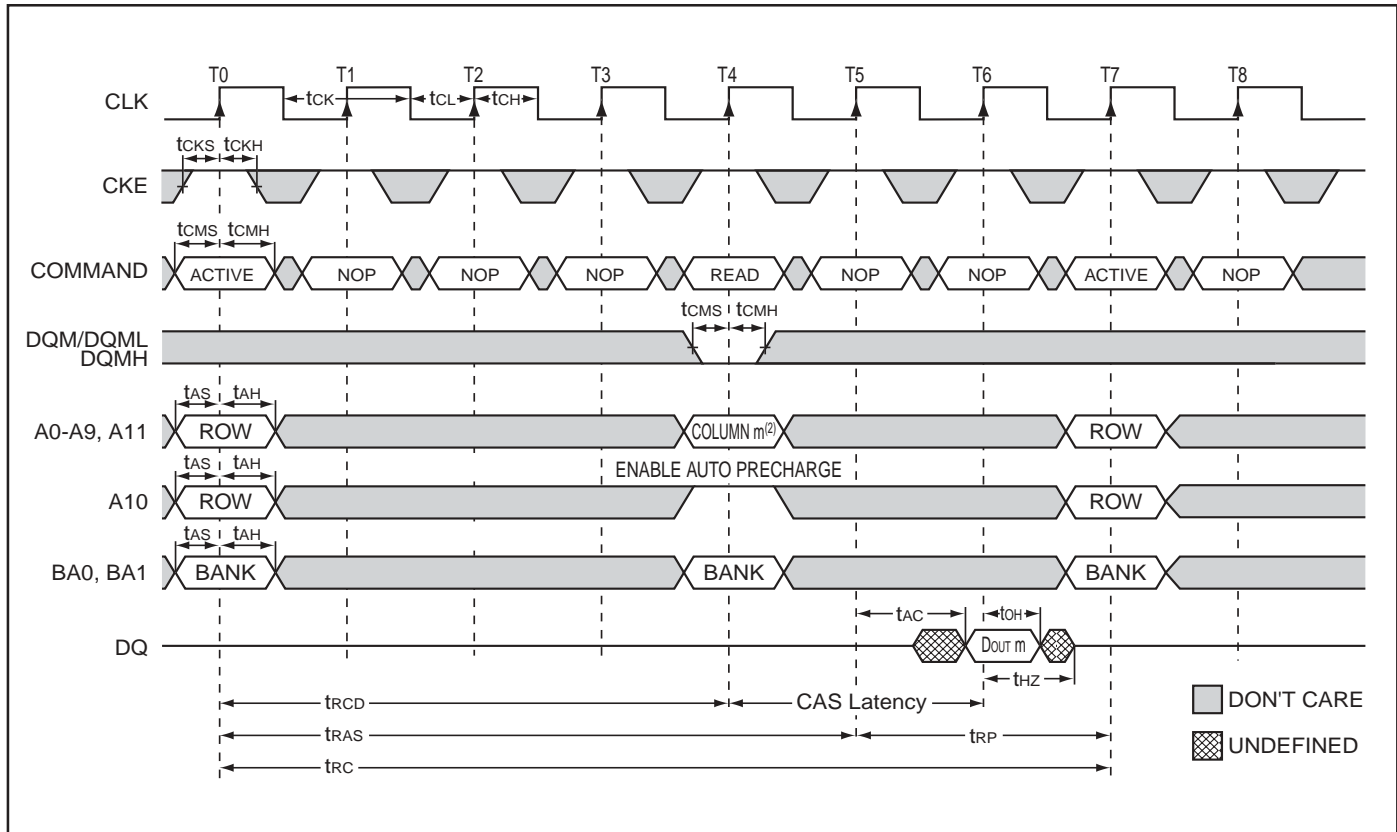 T0 T1 T2 T3 T4 T5 T6 T7 T8
CLK tCK tCL tCH
tCKS tCKH
CKE
tCMS tCMH
COMMAND ACTIVE NOP NOP NOP READ NOP NOP ACTIVE NOP
tCMS tCMH
DQM/DQML
DQMH
tAS tAH
A0-A9, A11 ROW COLUMN m(2) ROW
tAS tAH ENABLE AUTO PRECHARGE
A10 ROW ROW
tAS tAH
BA0, BA1 BANK BANK BANK
tAC tOH
DQ DOUT m
tHZ
tRCD CAS Latency DON'T CARE
tRAS tRP UNDEFINED
tRC